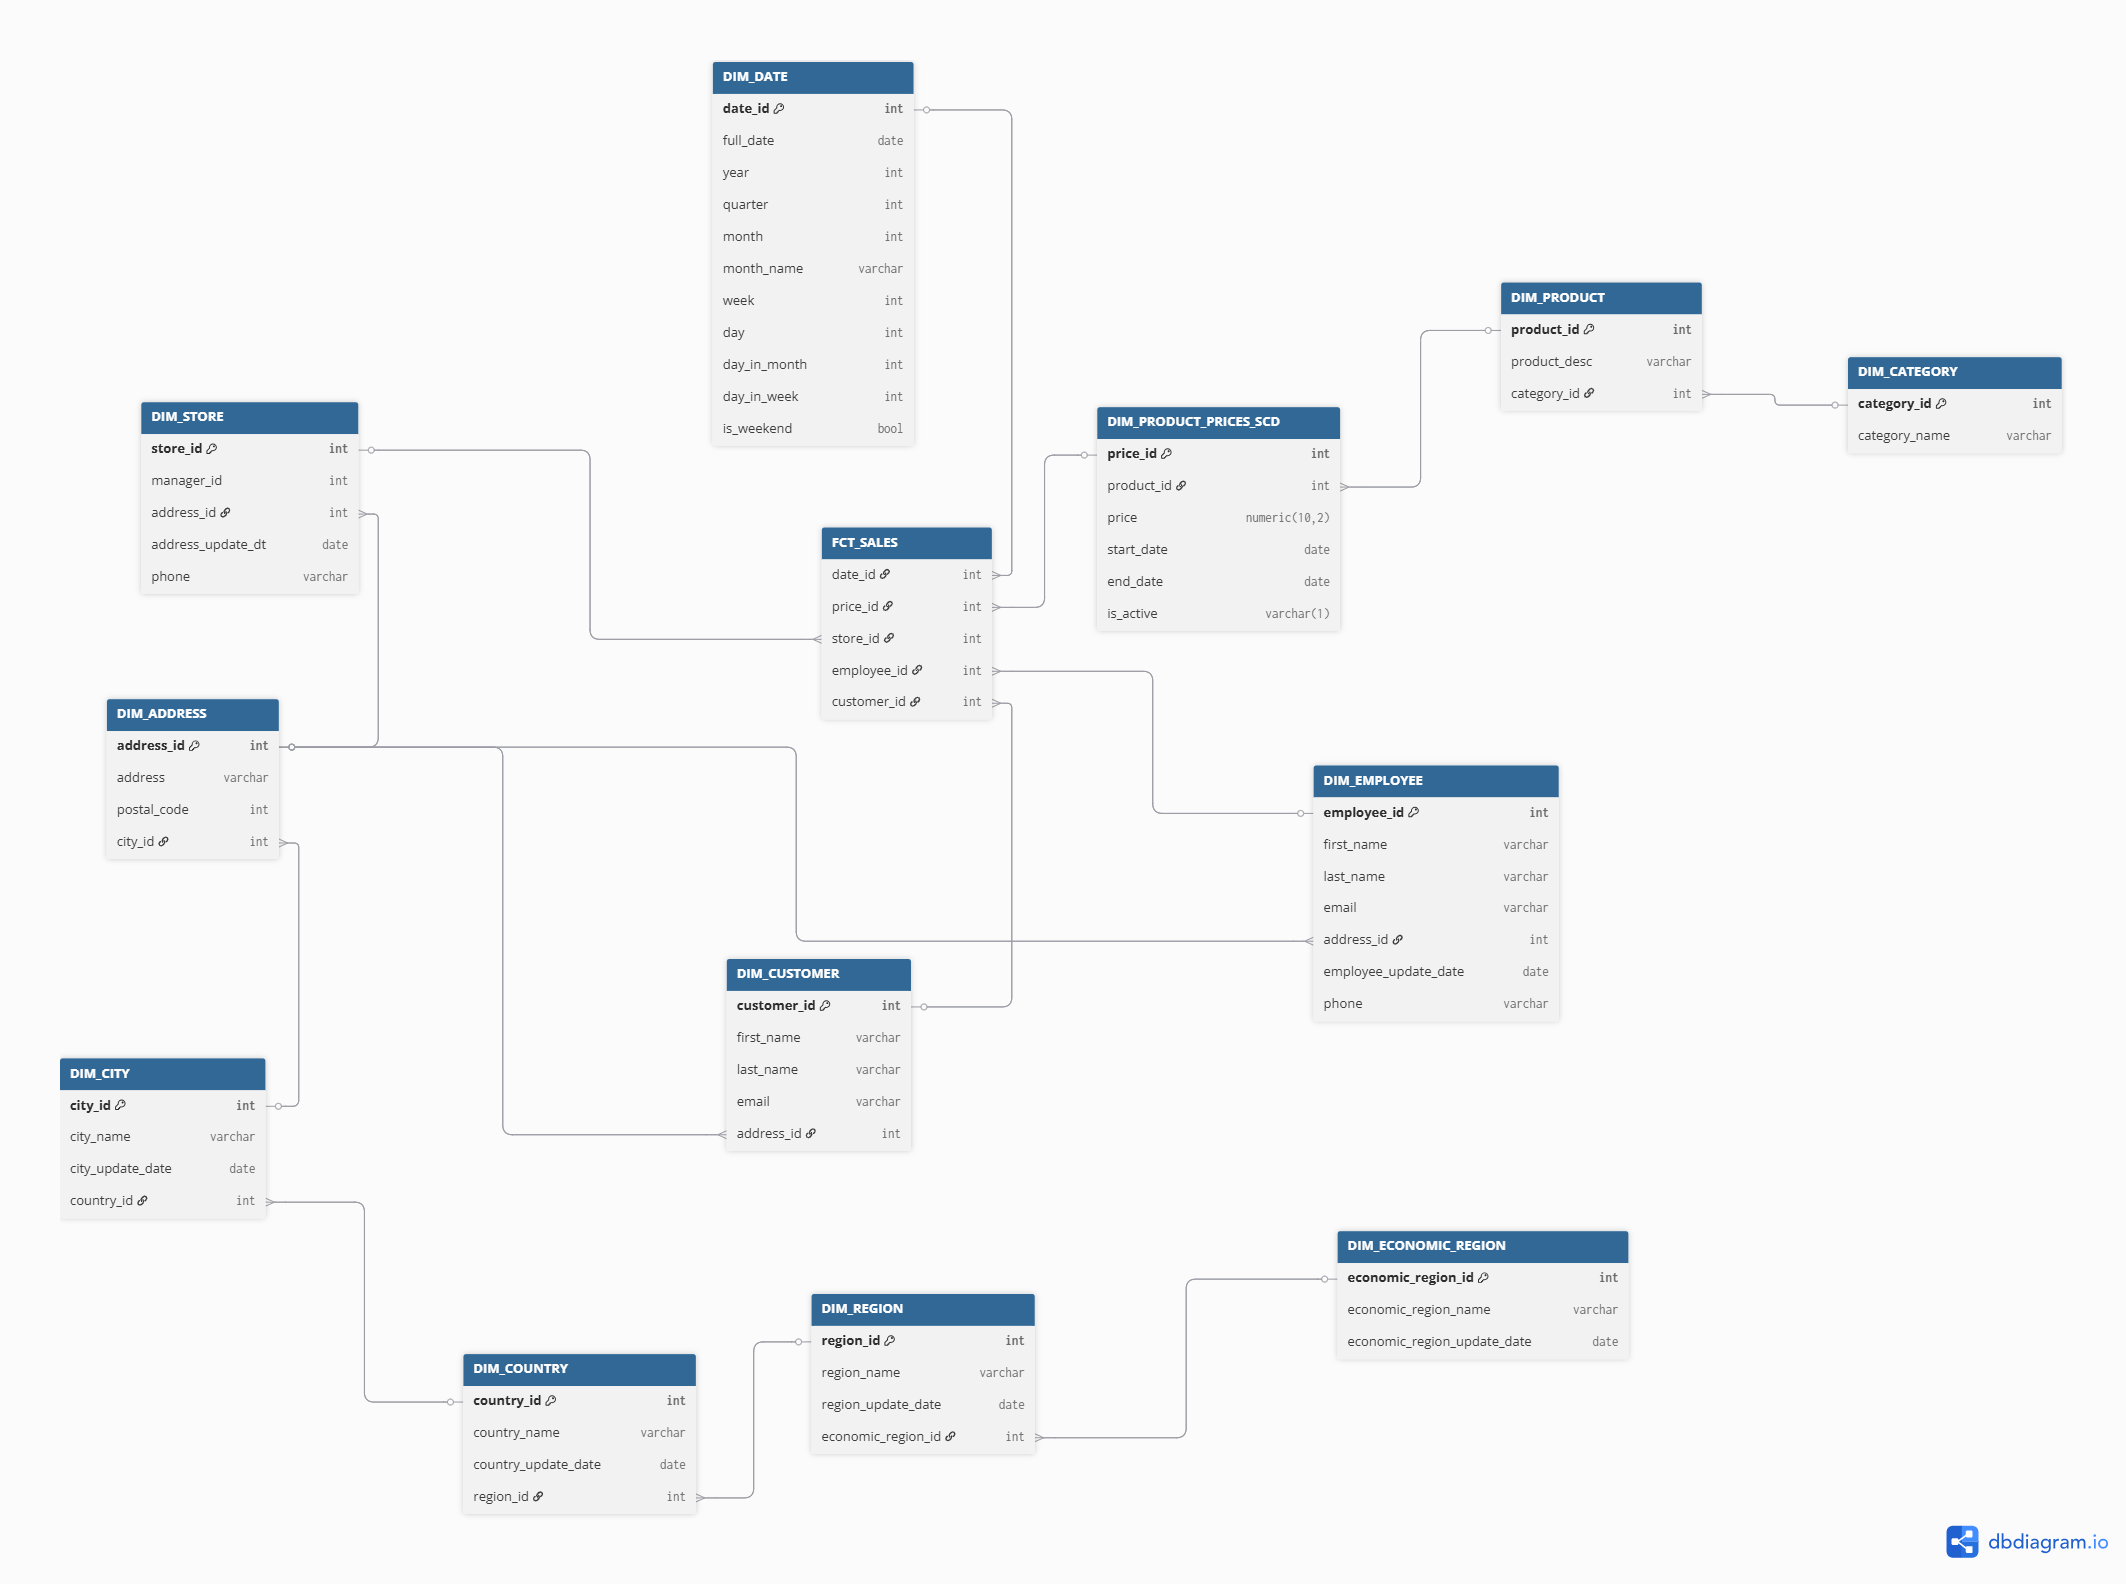 DIM_DATE
date_id int
full_date date
year int
quarter int
month int
month_name varchar
week int
day int
day_in_month int
day_in_week int
is_weekend bool
DIM_PRODUCT
product_id int
product_desc varchar
category_id int
DIM_CATEGORY
category_id int
category_name varchar
DIM_STORE
store_id int
manager_id int
address_id int
address_update_dt date
phone varchar
DIM_PRODUCT_PRICES_SCD
price_id int
product_id int
price numeric(10,2)
start_date date
end_date date
is_active varchar(1)
FCT_SALES
date_id int
price_id int
store_id int
employee_id int
customer_id int
DIM_ADDRESS
address_id int
address varchar
postal_code int
city_id int
DIM_EMPLOYEE
employee_id int
first_name varchar
last_name varchar
email varchar
address_id int
employee_update_date date
phone varchar
DIM_CUSTOMER
customer_id int
first_name varchar
last_name varchar
email varchar
address_id int
DIM_CITY
city_id int
city_name varchar
city_update_date date
country_id int
DIM_ECONOMIC_REGION
economic_region_id int
economic_region_name varchar
economic_region_update_date date
DIM_REGION
region_id int
region_name varchar
region_update_date date
economic_region_id int
DIM_COUNTRY
country_id int
country_name varchar
country_update_date date
region_id int
dbdiagram.io